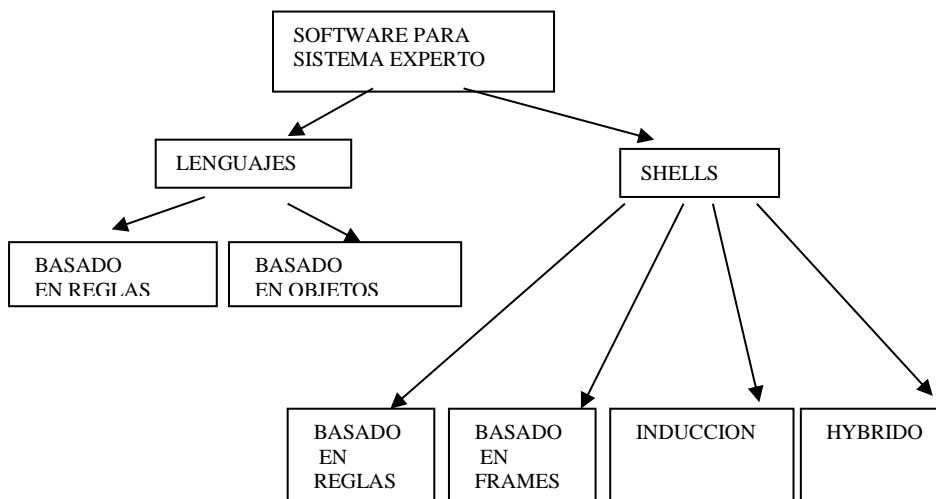 SOFTWARE PARA
SISTEMA EXPERTO
LENGUAJES
SHELLS
BASADO
EN REGLAS
BASADO
EN OBJETOS
BASADO
EN
REGLAS
BASADO
EN
FRAMES
INDUCCION
HYBRIDO